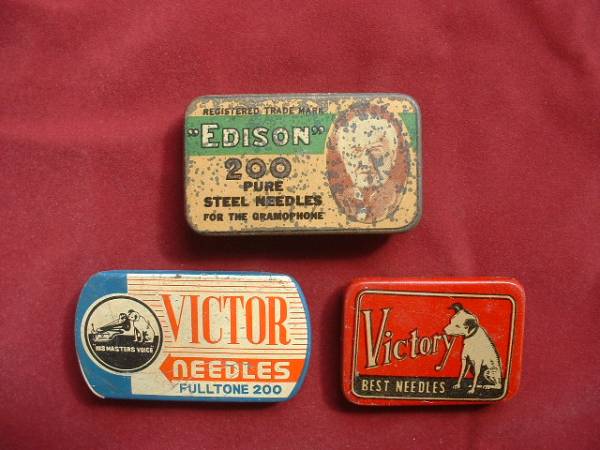 REGISTERED TRADE MARK
"EDISON"
200
PURE
STEEL NEEDLES
FOR THE GRAMOPHONE
VICTOR
HIS MASTERS VOICE
NEEDLES
FULLTONE 200
Victory
BEST NEEDLES